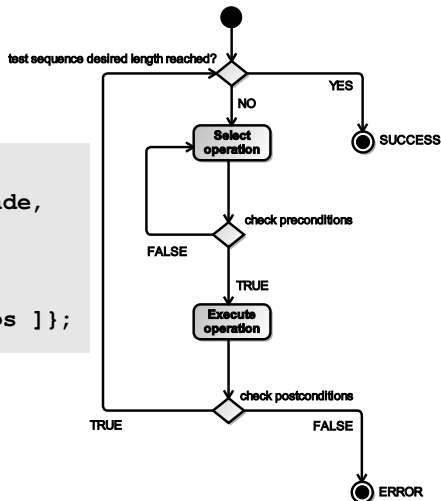 test sequence desired length reached?
YES
NO
Select
operation
SUCCESS
check preconditions
FALSE
TRUE
Execute
operation
check postconditions
TRUE
FALSE
ERROR
de,
s ]};